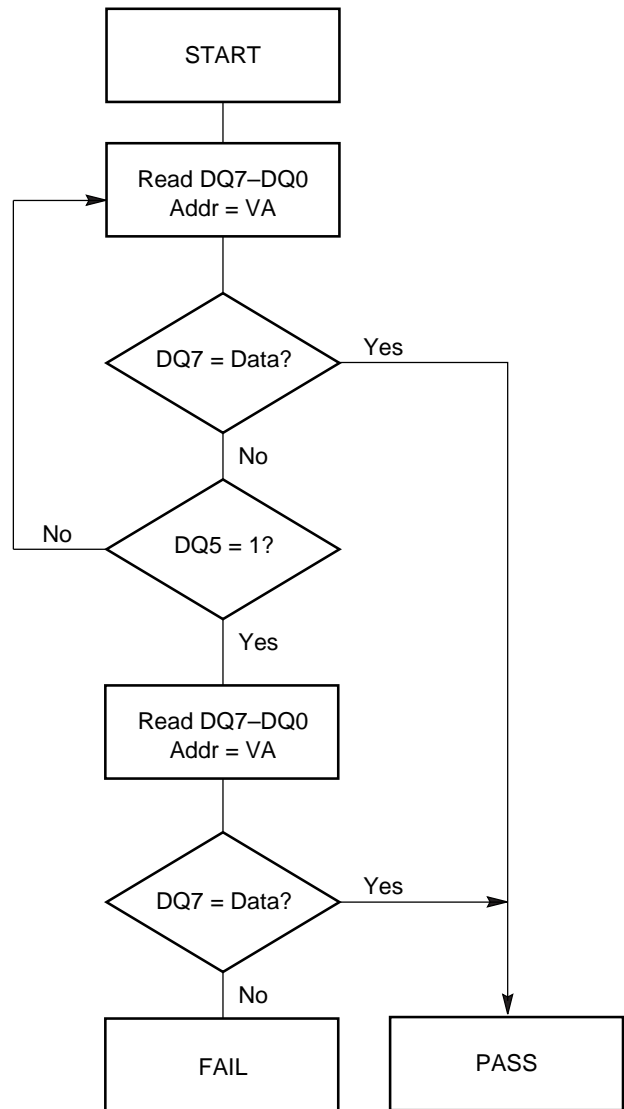 START
Read DQ7–DQ0
Addr = VA
DQ7 = Data?
Yes
No
No
DQ5 = 1?
Yes
Read DQ7–DQ0
Addr = VA
DQ7 = Data?
Yes
No
FAIL
PASS